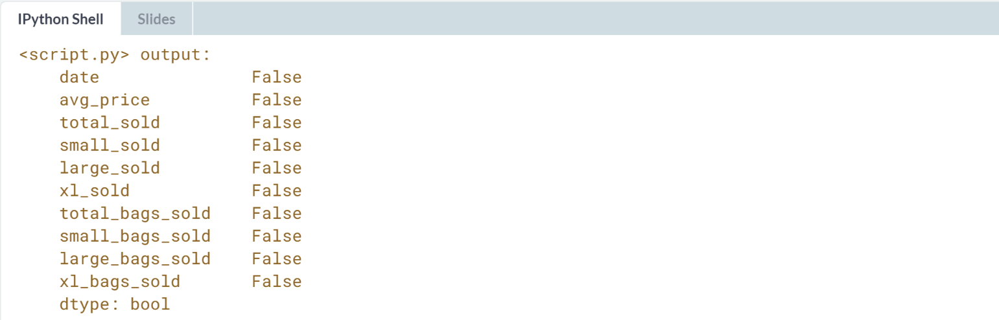 IPython Shell Slides
<script.py> output:
date False
avg_price False
total_sold False
small_sold False
large_sold False
xl_sold False
total_bags_sold False
small_bags_sold False
large_bags_sold False
xl_bags_sold False
dtype: bool